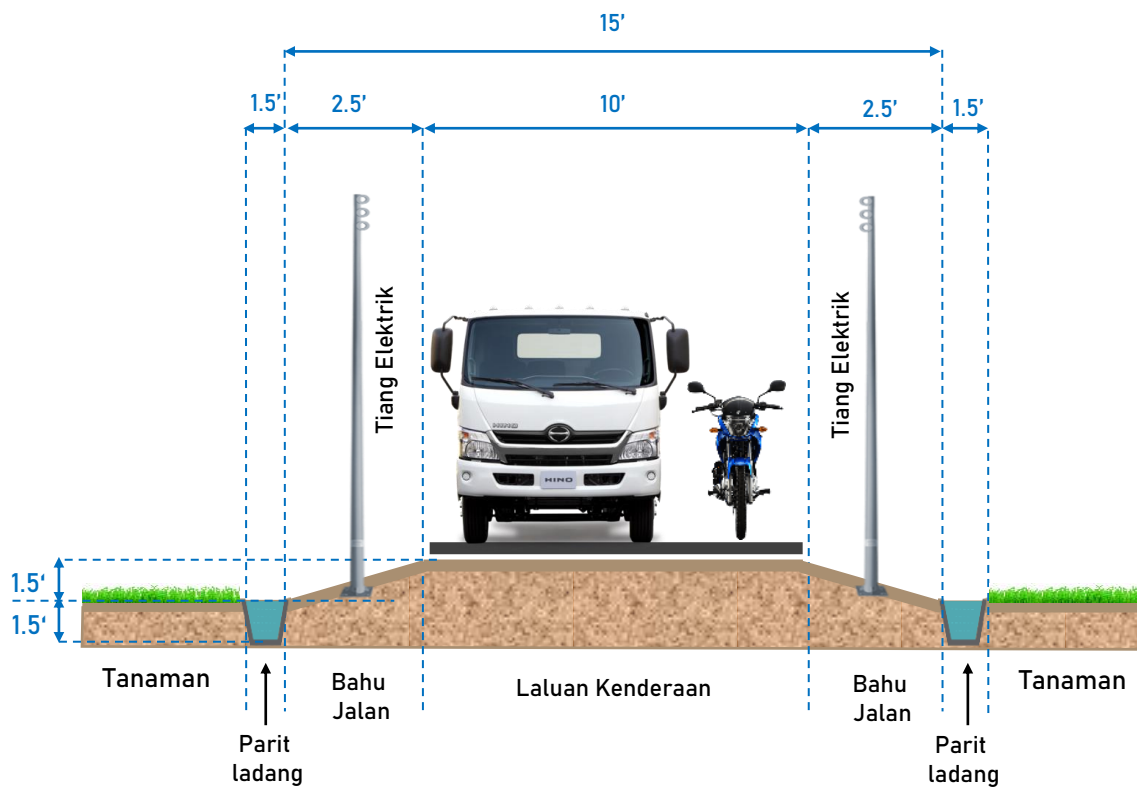 15'
1.5'
2.5'
10'
2.5'
1.5'
Tiang Elektrik
Tiang Elektrik
HINO
HINO
1.5'
1.5'
Tanaman
Bahu
Jalan
Laluan Kenderaan
Bahu
Jalan
Tanaman
Parit
ladang
Parit
ladang